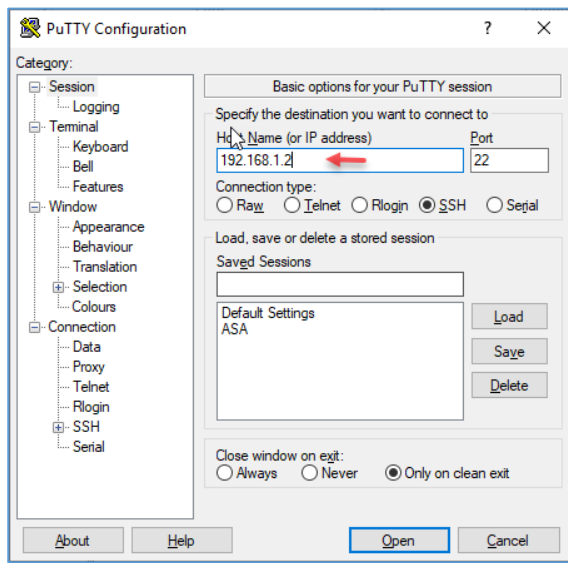 PuTTY Configuration
Category:
Session
Logging
Terminal
Keyboard
Bell
Features
Window
Appearance
Behaviour
Translation
Selection
Colours
Connection
Data
Proxy
Telnet
Rlogin
SSH
Serial
Basic options for your PuTTY session
Specify the destination you want to connect to
Host Name (or IP address) Port
192.168.1.2 22
Connection type:
Raw Telnet Rlogin SSH Serial
Load, save or delete a stored session
Saved Sessions
Default Settings
ASA
Load
Save
Delete
Close window on exit:
Always Never Only on clean exit
About Help Open Cancel